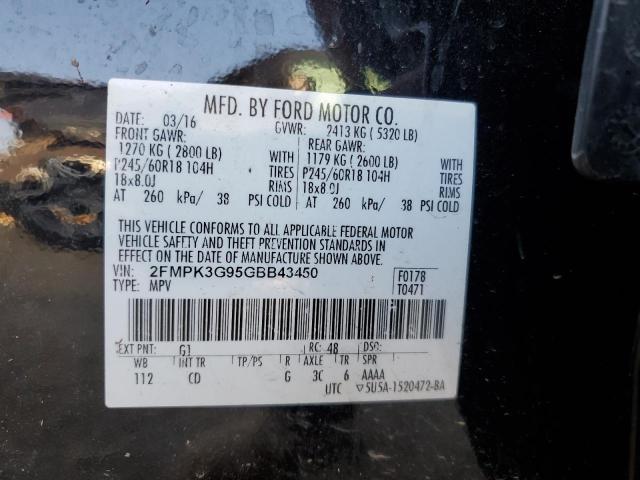 MFD. BY FORD MOTOR CO.
DATE: 03/16 GVWR: 2413 KG ( 5320 LB)
FRONT GAWR: REAR GAWR:
1270 KG ( 2800 LB) WITH 1179 KG ( 2600 LB) WITH
P245/60R18 104H TIRES P245/60R18 104H TIRES
18x8.0J RIMS 18x8.0J RIMS
AT 260 kPa/ 38 PSI COLD AT 260 kPa/ 38 PSI COLD
THIS VEHICLE CONFORMS TO ALL APPLICABLE FEDERAL MOTOR
VEHICLE SAFETY AND THEFT PREVENTION STANDARDS IN
EFFECT ON THE DATE OF MANUFACTURE SHOWN ABOVE.
VIN: 2FMPK3G95GBB43450 F0178
TYPE: MPV T0471
EXT PNT: G1 RC: 48 DSO:
WB INT TR TP/PS R AXLE TR SPR
112 CD G 3C 6 AAAA
UTC ▽5U5A-1520472-BA